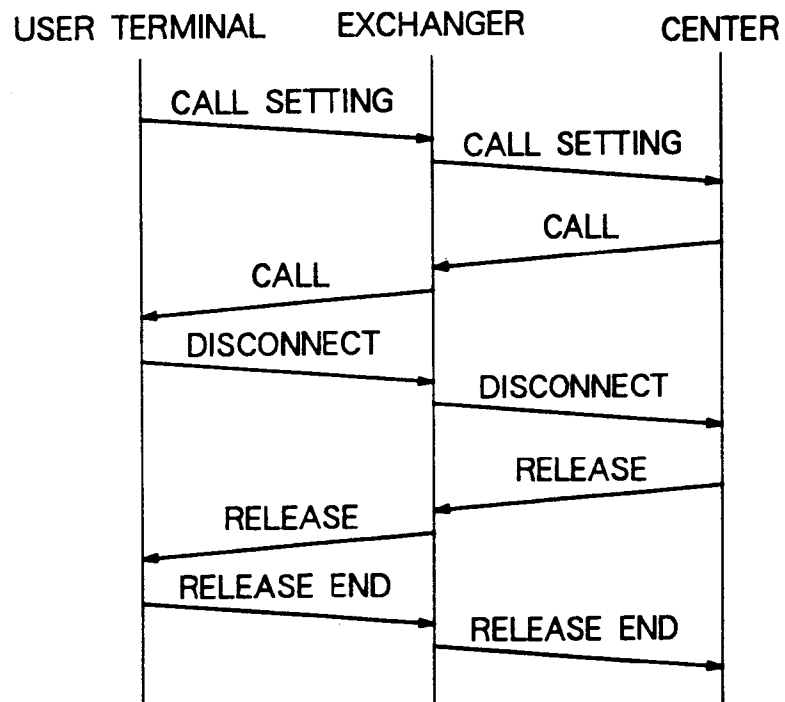 USER TERMINAL
EXCHANGER
CENTER
CALL SETTING
CALL SETTING
CALL
CALL
DISCONNECT
DISCONNECT
RELEASE
RELEASE
RELEASE END
RELEASE END